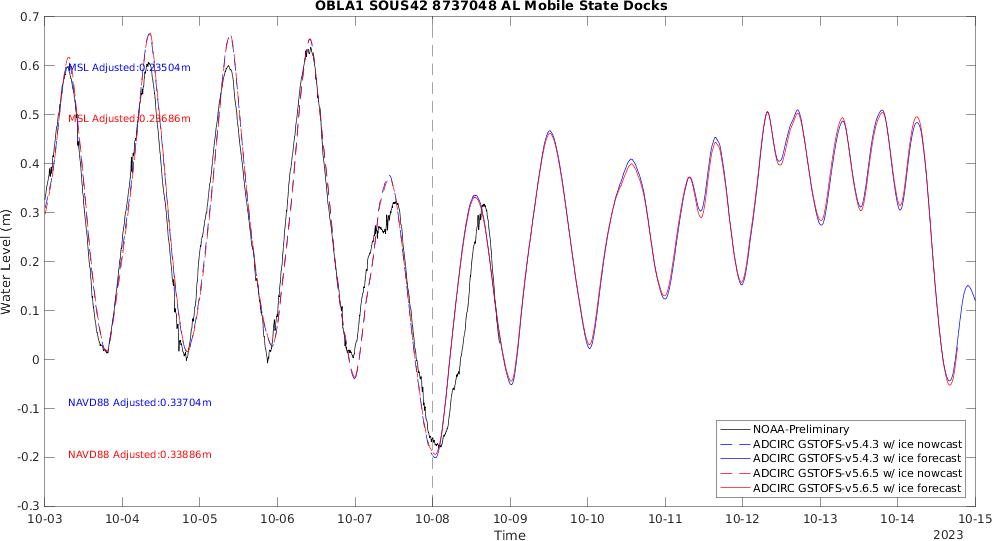 OBLA1 SOUS42 8737048 AL Mobile State Docks
0.7
0.6
0.5
0.4
0.3
0.2
0.1
0
-0.1
-0.2
-0.3
Water Level (m)
MSL Adjusted:0.23504m
MSL Adjusted:0.23686m
NAVD88 Adjusted:0.33704m
NAVD88 Adjusted:0.33886m
NOAA-Preliminary
ADCIRC GSTOFS-v5.4.3 w/ ice nowcast
ADCIRC GSTOFS-v5.4.3 w/ ice forecast
ADCIRC GSTOFS-v5.6.5 w/ ice nowcast
ADCIRC GSTOFS-v5.6.5 w/ ice forecast
10-03 10-04 10-05 10-06 10-07 10-08 10-09 10-10 10-11 10-12 10-13 10-14 10-15
Time
2023